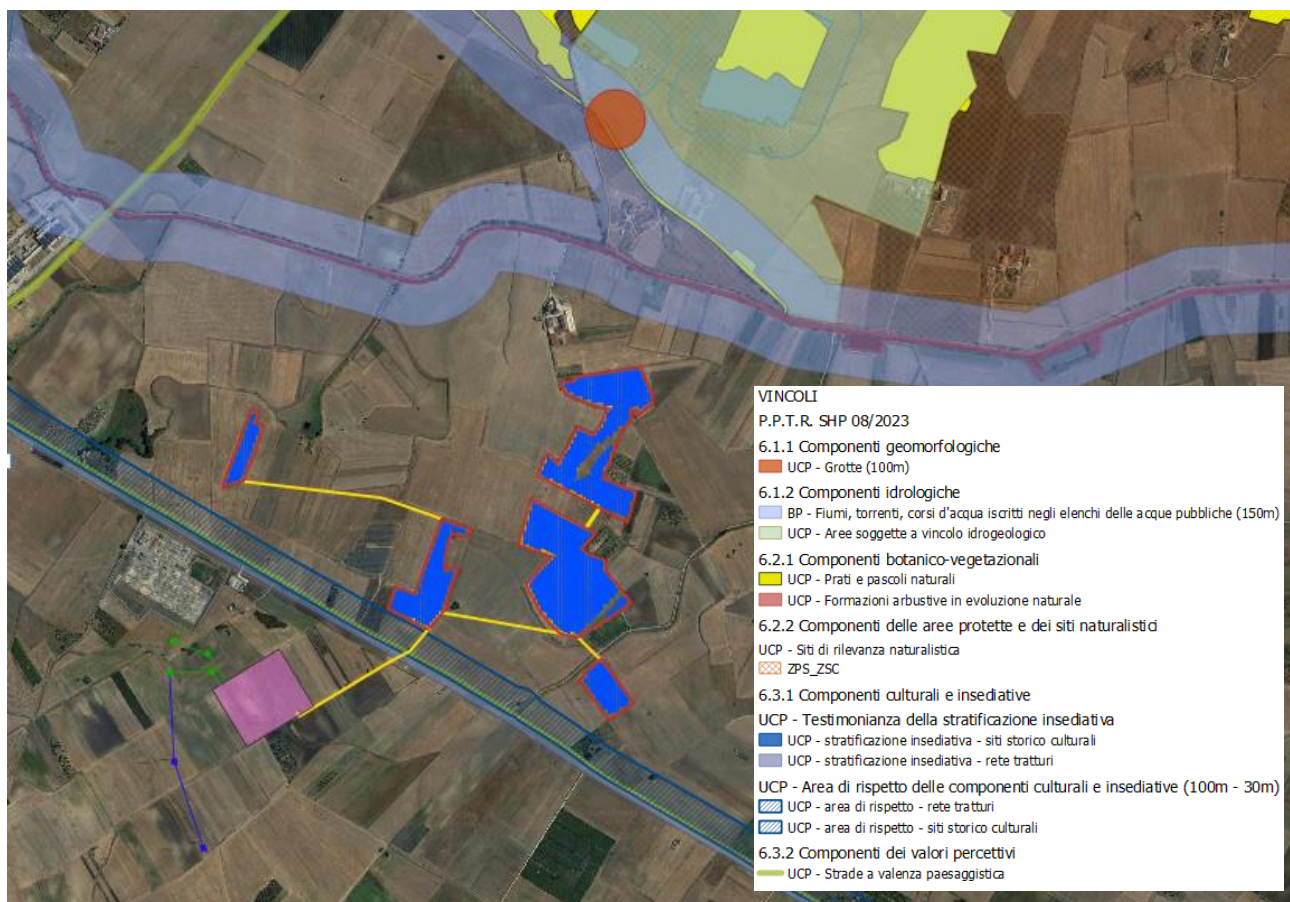 VINCOLI
P.P.T.R. SHP 08/2023
6.1.1 Componenti geomorfologiche
UCP - Grotte (100m)
6.1.2 Componenti idrologiche
BP - Fiumi, torrenti, corsi d'acqua iscritti negli elenchi delle acque pubbliche (150m)
UCP - Aree soggette a vincolo idrogeologico
6.2.1 Componenti botanico-vegetazionali
UCP - Prati e pascoli naturali
UCP - Formazioni arbustive in evoluzione naturale
6.2.2 Componenti delle aree protette e dei siti naturalistici
UCP - Siti di rilevanza naturalistica
ZPS_ZSC
6.3.1 Componenti culturali e insediative
UCP - Testimonianza della stratificazione insediativa
UCP - stratificazione insediativa - siti storico culturali
UCP - stratificazione insediativa - rete tratturi
UCP - Area di rispetto delle componenti culturali e insediative (100m - 30m)
UCP - area di rispetto - rete tratturi
UCP - area di rispetto - siti storico culturali
6.3.2 Componenti dei valori percettivi
UCP - Strade a valenza paesaggistica